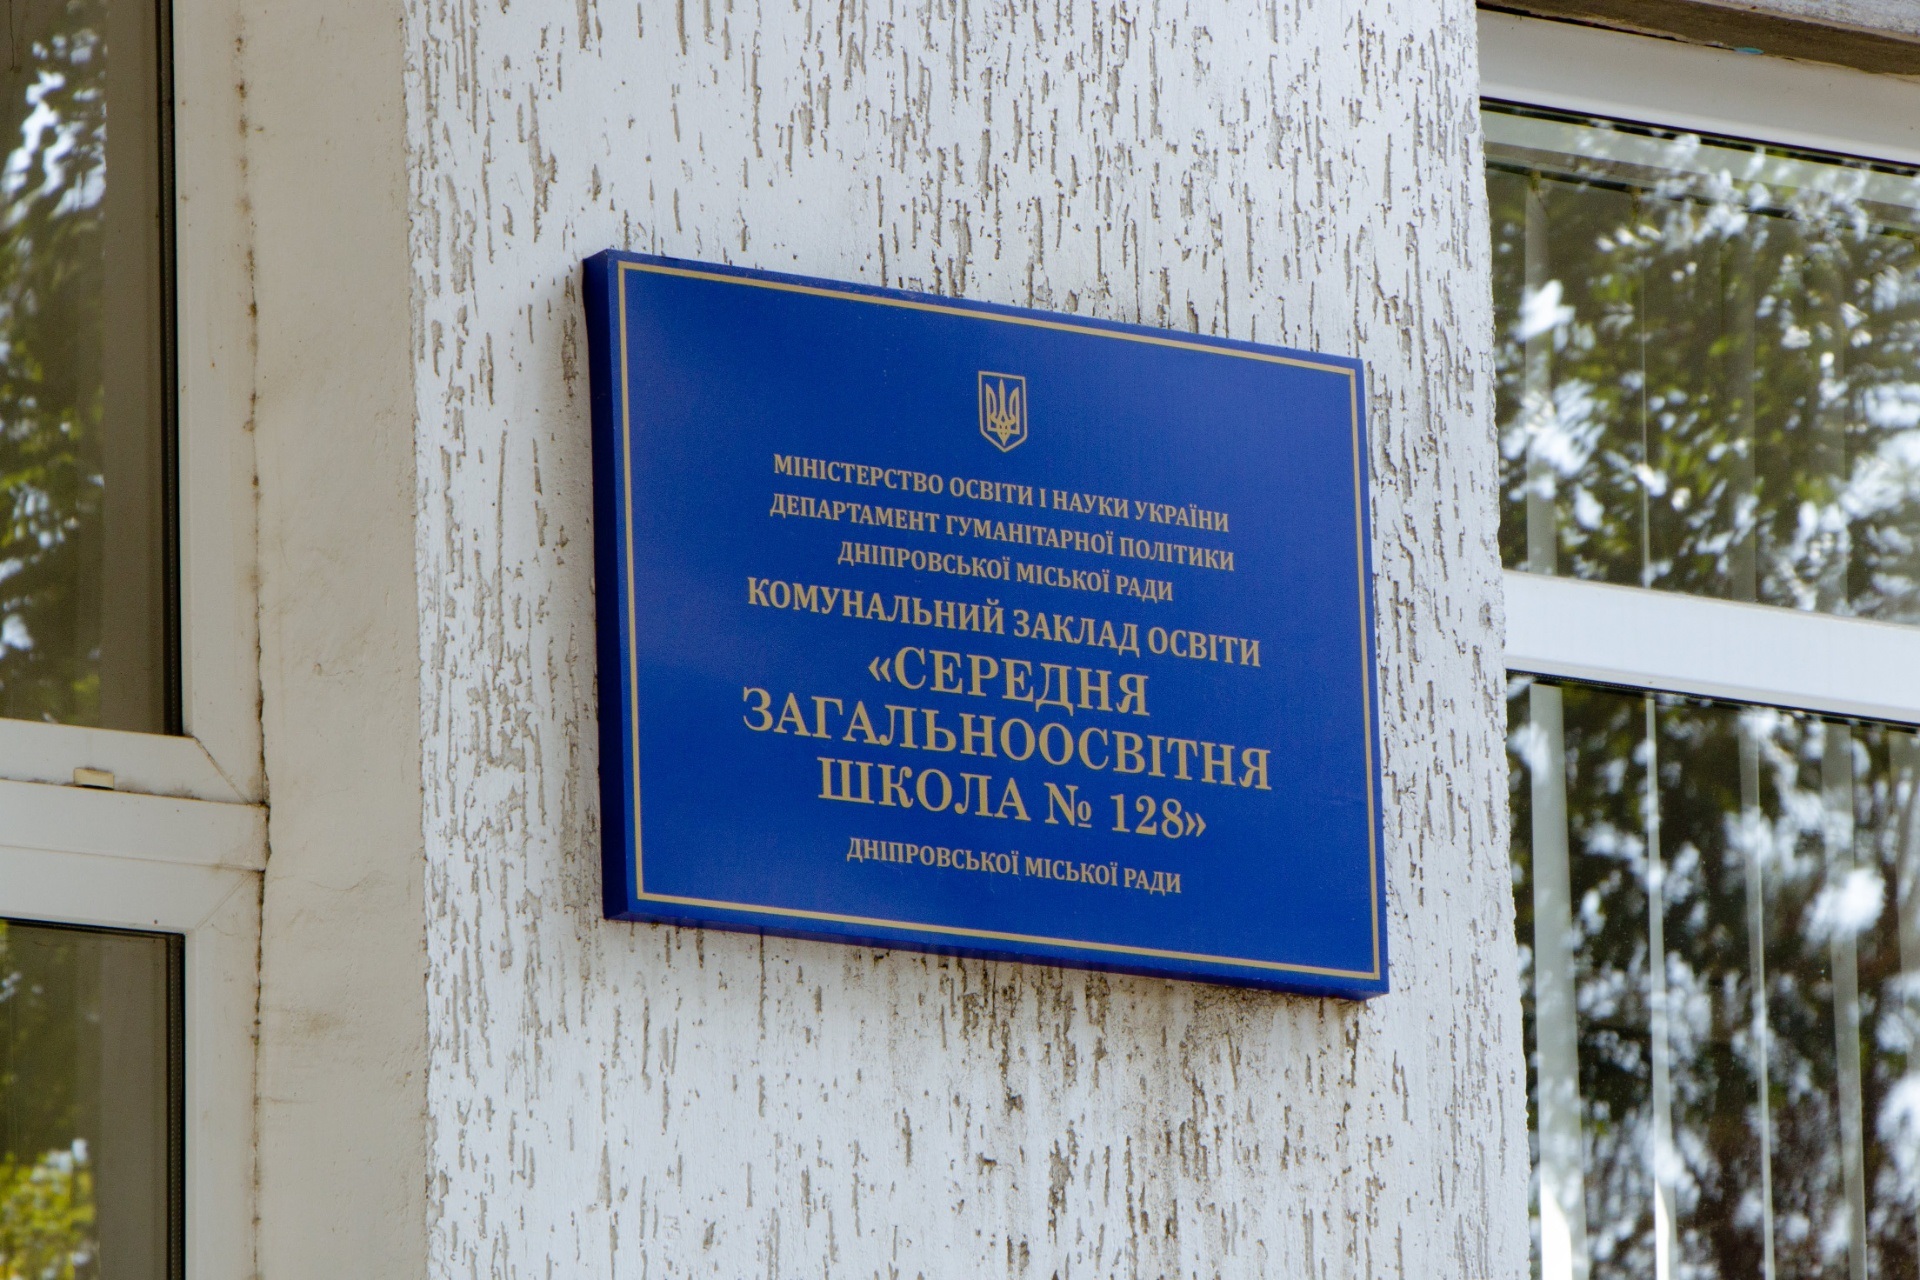 МІНІСТЕРСТВО ОСВІТИ І НАУКИ УКРАЇНИ
ДЕПАРТАМЕНТ ГУМАНІТАРНОЇ ПОЛІТИКИ
ДНІПРОВСЬКОЇ МІСЬКОЇ РАДИ
КОМУНАЛЬНИЙ ЗАКЛАД ОСВІТИ
«СЕРЕДНЯ
ЗАГАЛЬНООСВІТНЯ
ШКОЛА № 128»
ДНІПРОВСЬКОЇ МІСЬКОЇ РАДИ